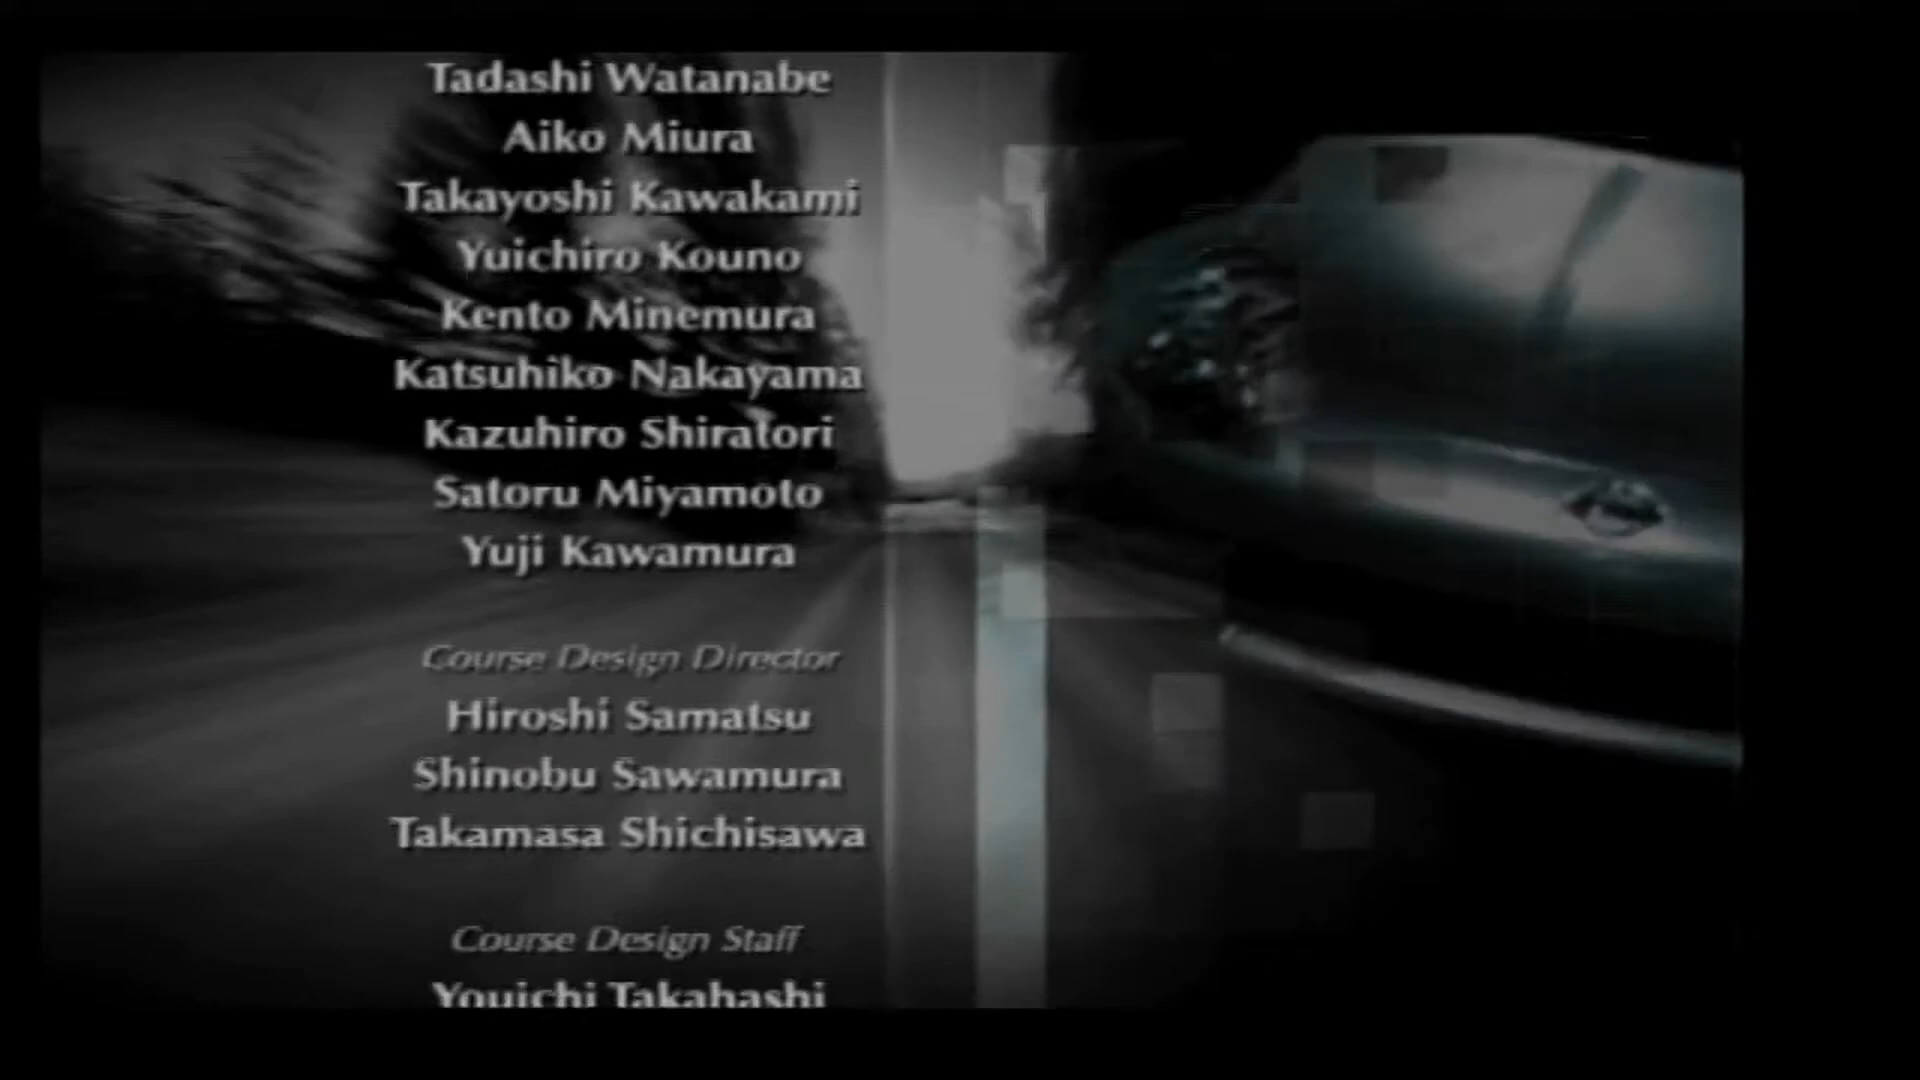 Tadashi Watanabe
Aiko Miura
Takayoshi Kawakami
Yuichiro Kouno
Kento Minemura
Katsuhiko Nakayama
Kazuhiro Shiratori
Satoru Miyamoto
Yuji Kawamura
Course Design Director
Hiroshi Samatsu
Shinobu Sawamura
Takamasa Shichisawa
Course Design Staff
Youichi Takahashi